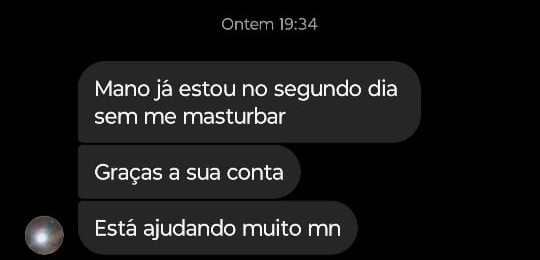 Ontem 19:34
Mano já estou no segundo dia
sem me masturbar
Graças a sua conta
Está ajudando muito mn